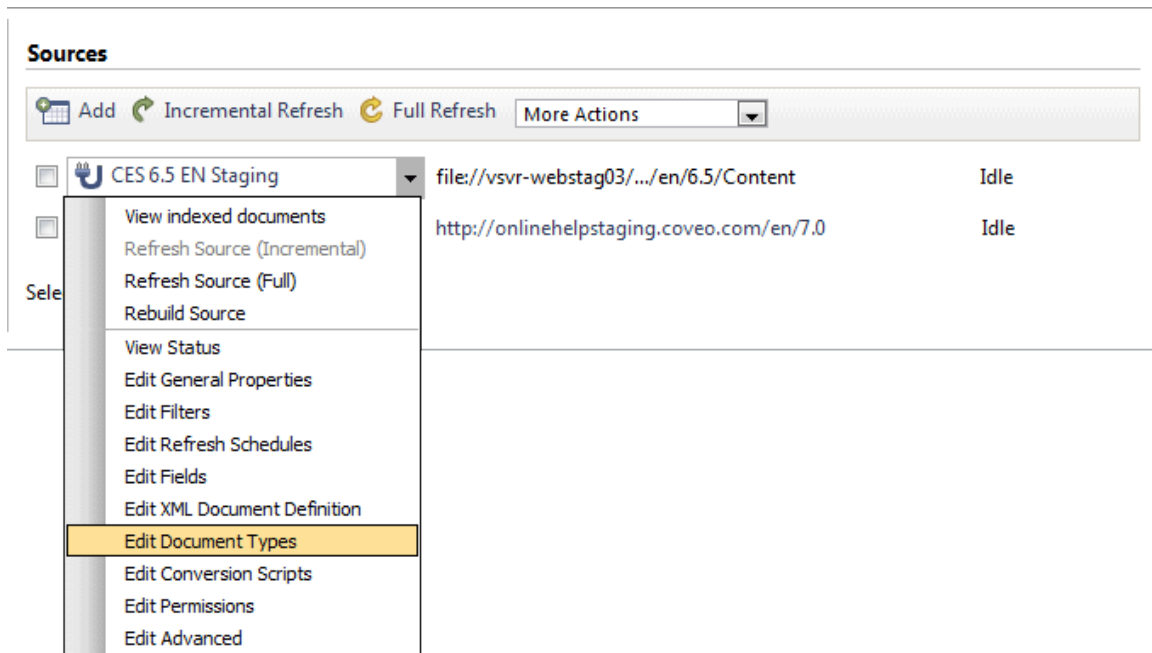 Sources
Add Incremental Refresh Full Refresh More Actions
CES 6.5 EN Staging file://vsvr-webstag03/.../en/6.5/Content Idle
View indexed documents
http://onlinehelpstaging.coveo.com/en/7.0 Idle
Refresh Source (Incremental)
Refresh Source (Full)
Sele
Rebuild Source
View Status
Edit General Properties
Edit Filters
Edit Refresh Schedules
Edit Fields
Edit XML Document Definition
Edit Document Types
Edit Conversion Scripts
Edit Permissions
Edit Advanced